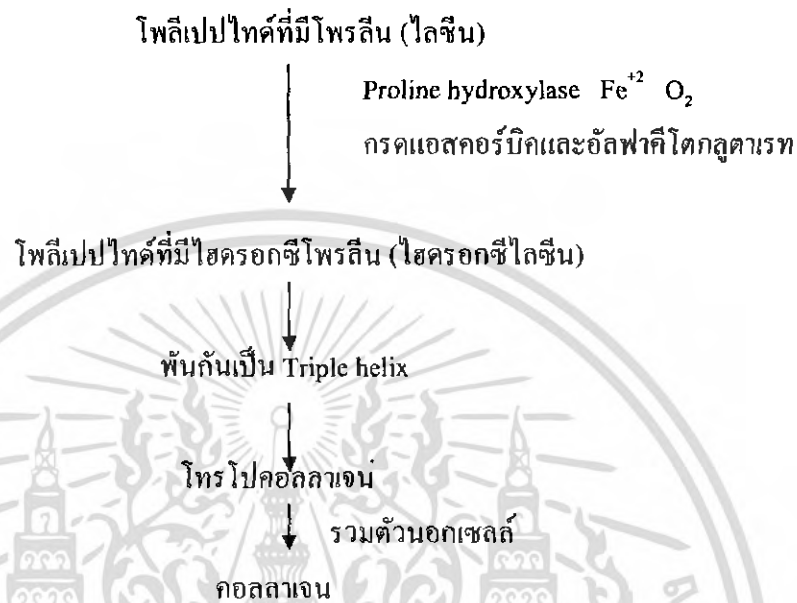 โพลีเปปไทด์ที่มีโพรลีน (ไลซีน)
Proline hydroxylase Fe⁺² O₂
กรดแอสคอร์บิคและอัลฟาคีโตกลูตาเรท
โพลีเปปไทด์ที่มีไฮดรอกซีโพรลีน (ไฮดรอกซีไลซีน)
พันกันเป็น Triple helix
โทรโปคอลลาเจน
รวมตัวนอกเซลล์
คอลลาเจน